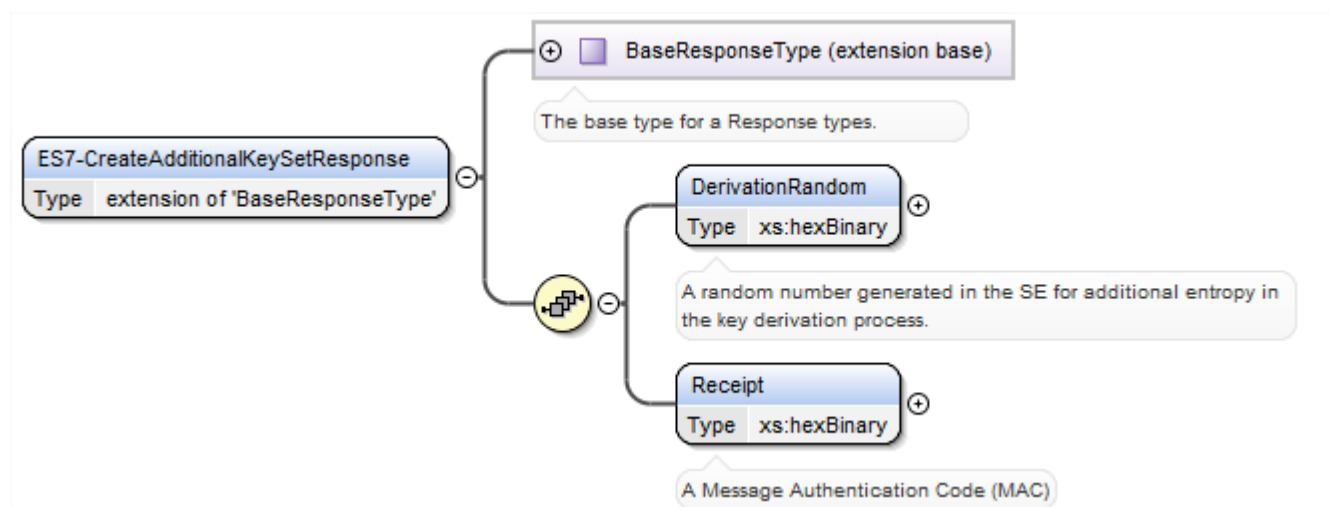 BaseResponseType (extension base)
The base type for a Response types.
ES7-CreateAdditionalKeySetResponse
Type extension of 'BaseResponseType'
DerivationRandom
Type xs:hexBinary
A random number generated in the SE for additional entropy in
the key derivation process.
Receipt
Type xs:hexBinary
A Message Authentication Code (MAC)